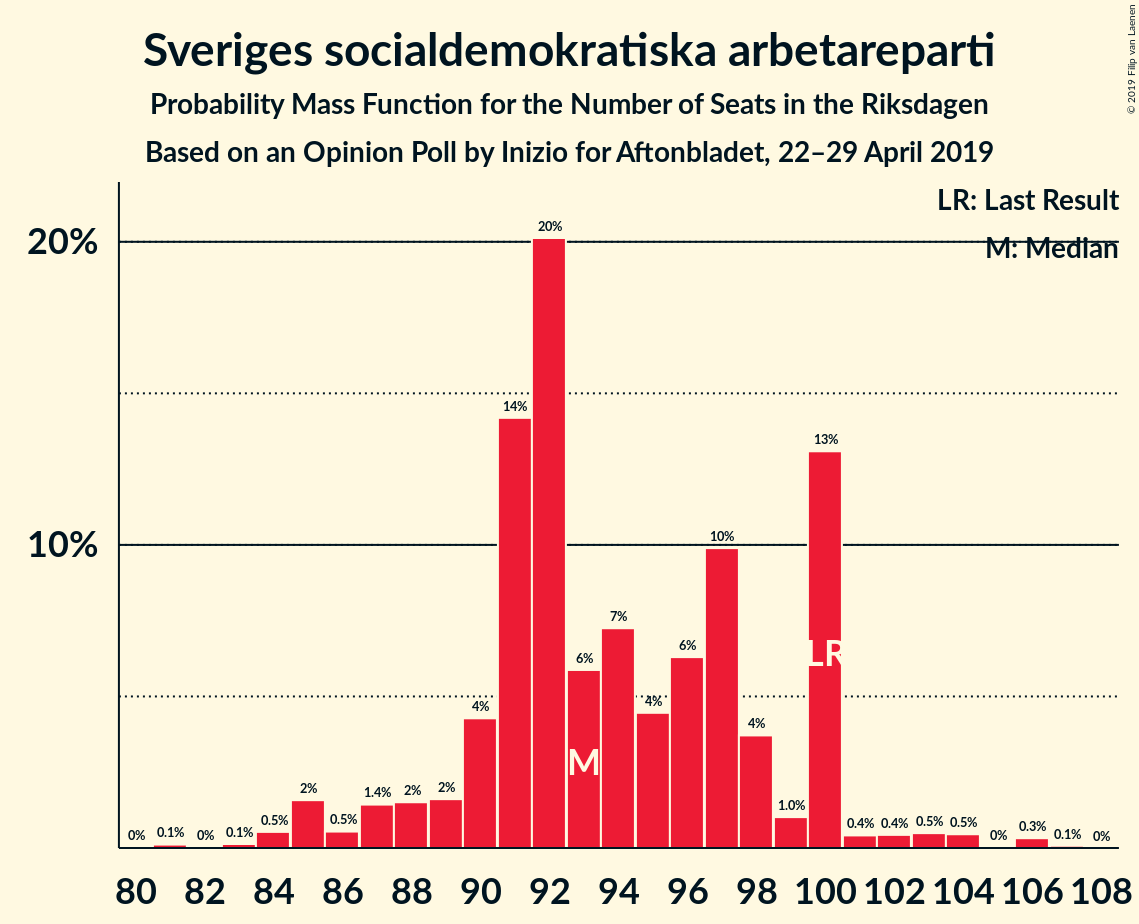 Sveriges socialdemokratiska arbetareparti
Probability Mass Function for the Number of Seats in the Riksdagen
Based on an Opinion Poll by Inizio for Aftonbladet, 22–29 April 2019
© 2019 Filip van Laenen
LR: Last Result
M: Median
20%
10%
0% 0.1% 0% 0.1% 0.5% 2% 0.5% 1.4% 2% 2% 4% 14% 20% 6% 7% 4% 6% 10% 4% 1.0% 13% 0.4% 0.4% 0.5% 0.5% 0% 0.3% 0.1% 0%
M
LR
80 82 84 86 88 90 92 94 96 98 100 102 104 106 108